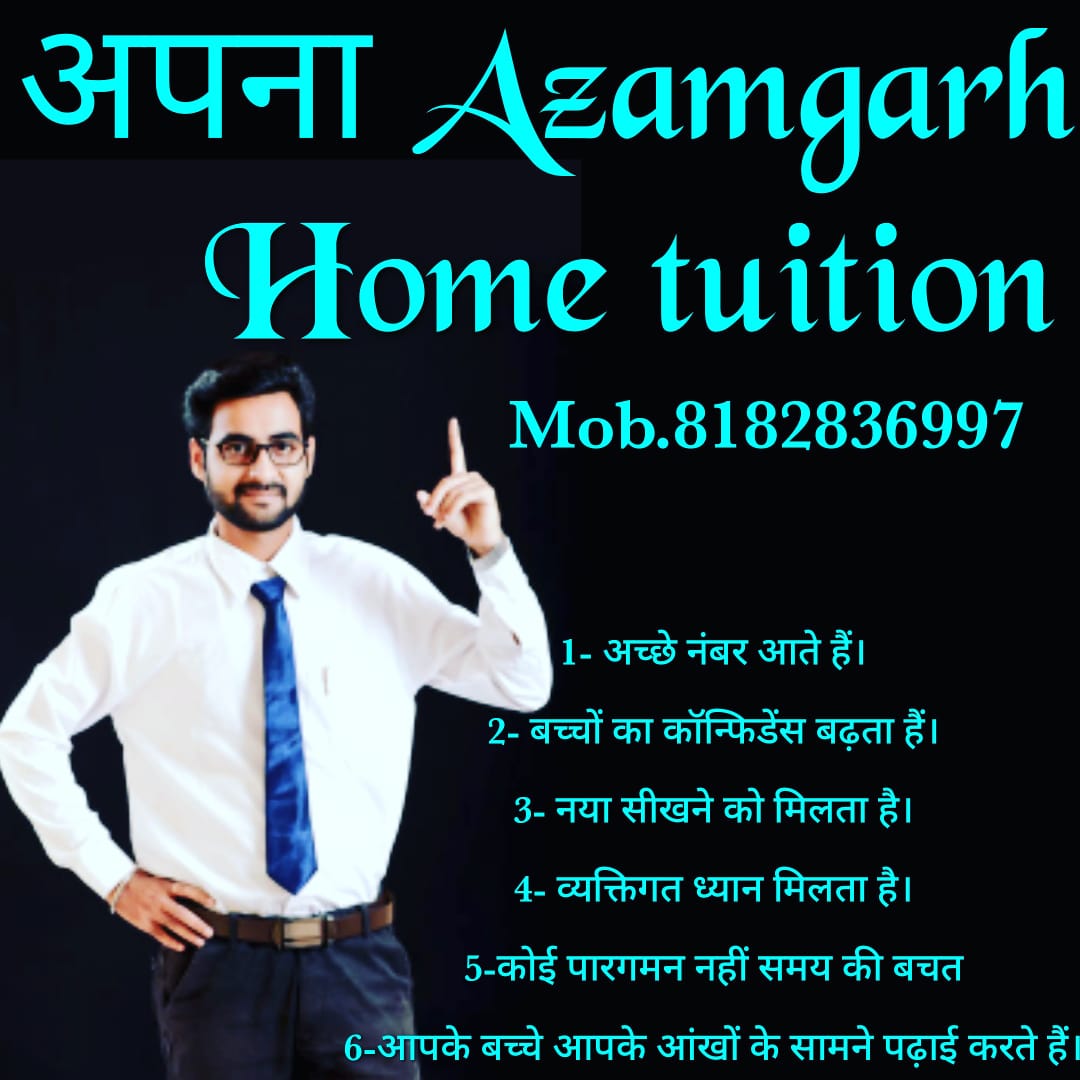 अपना Azamgarh
Home tuition
Mob.8182836997
1- अच्छे नंबर आते हैं।
2- बच्चों का कॉन्फिडेंस बढ़ता हैं।
3- नया सीखने को मिलता है।
4- व्यक्तिगत ध्यान मिलता है।
5-कोई पारगमन नहीं समय की बचत
6-आपके बच्चे आपके आंखों के सामने पढ़ाई करते हैं।